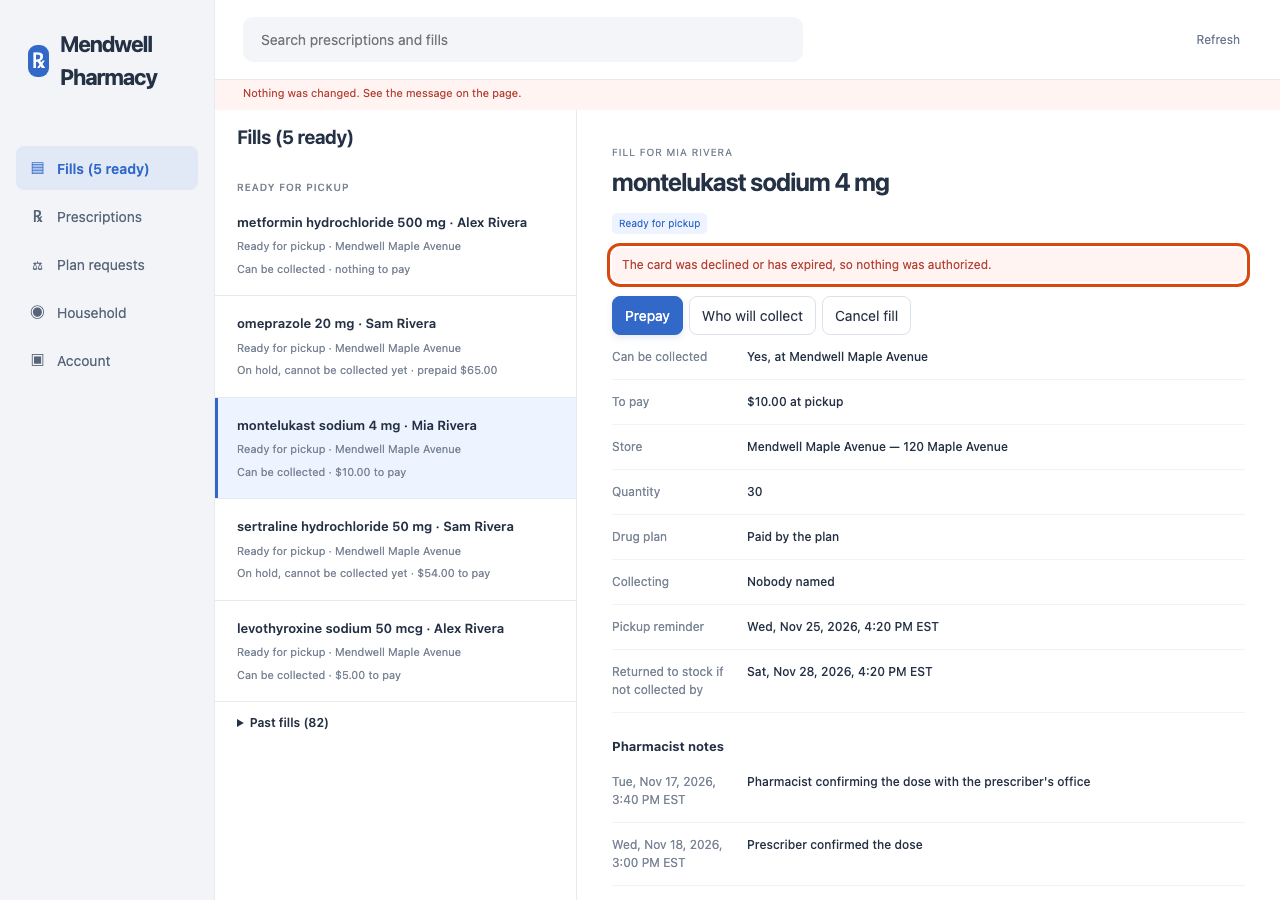 ℞
Mendwell
Pharmacy
Fills (5 ready)
℞ Prescriptions
Plan requests
Household
Account
Search prescriptions and fills
Refresh
Nothing was changed. See the message on the page.
Fills (5 ready)
READY FOR PICKUP
metformin hydrochloride 500 mg · Alex Rivera
Ready for pickup · Mendwell Maple Avenue
Can be collected · nothing to pay
omeprazole 20 mg · Sam Rivera
Ready for pickup · Mendwell Maple Avenue
On hold, cannot be collected yet · prepaid $65.00
montelukast sodium 4 mg · Mia Rivera
Ready for pickup · Mendwell Maple Avenue
Can be collected · $10.00 to pay
sertraline hydrochloride 50 mg · Sam Rivera
Ready for pickup · Mendwell Maple Avenue
On hold, cannot be collected yet · $54.00 to pay
levothyroxine sodium 50 mcg · Alex Rivera
Ready for pickup · Mendwell Maple Avenue
Can be collected · $5.00 to pay
Past fills (82)
FILL FOR MIA RIVERA
montelukast sodium 4 mg
Ready for pickup
The card was declined or has expired, so nothing was authorized.
Prepay Who will collect Cancel fill
Can be collected Yes, at Mendwell Maple Avenue
To pay $10.00 at pickup
Store Mendwell Maple Avenue — 120 Maple Avenue
Quantity 30
Drug plan Paid by the plan
Collecting Nobody named
Pickup reminder Wed, Nov 25, 2026, 4:20 PM EST
Returned to stock if Sat, Nov 28, 2026, 4:20 PM EST
not collected by
Pharmacist notes
Tue, Nov 17, 2026, Pharmacist confirming the dose with the prescriber's office
3:40 PM EST
Wed, Nov 18, 2026, Prescriber confirmed the dose
3:00 PM EST